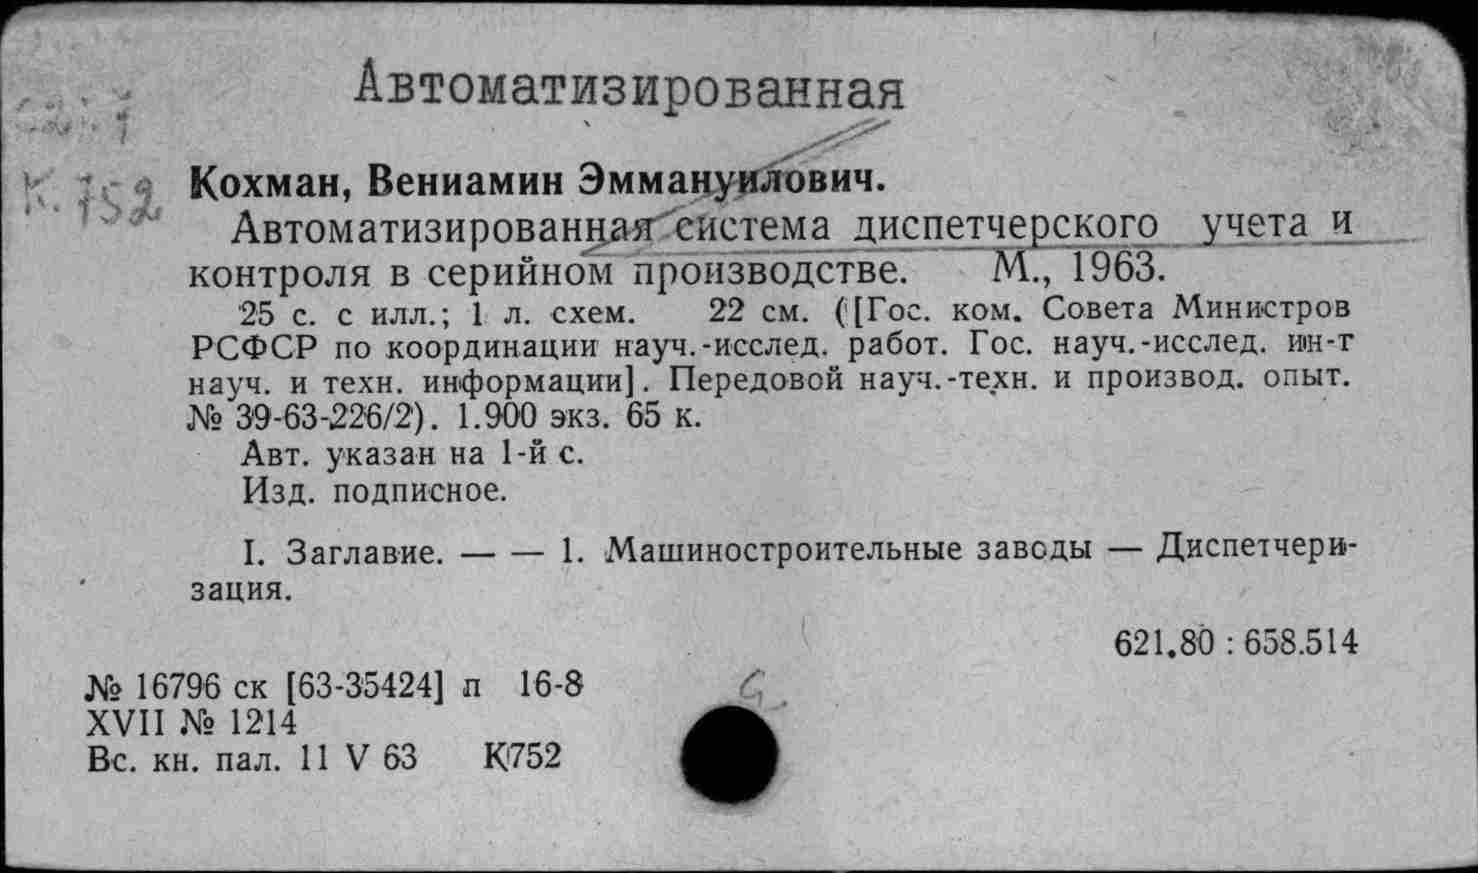 Автоматизированная
К.752
Кохман, Вениамин Эммануилович.
Автоматизированная система диспетчерского учета и
контроля в серийном производстве. М., 1963.
25 с. с илл.; 1 л. схем. 22 см. ([Гос. ком. Совета Министров
РСФСР по координации науч.-исслед. работ. Гос. науч.-исслед. ин-т
науч. и техн. информации]. Передовой науч.-техн. и производ. опыт.
№ 39-63-226/2). 1.900 экз. 65 к.
Авт. указан на 1-й с.
Изд. подписное.
I. Заглавие. — — 1. Машиностроительные заводы — Диспетчери-
зация.
621.80 : 658.514
№ 16796 ск [63-35424] л 16-8
XVII № 1214
Вс. кн. пал. 11 V 63 К752